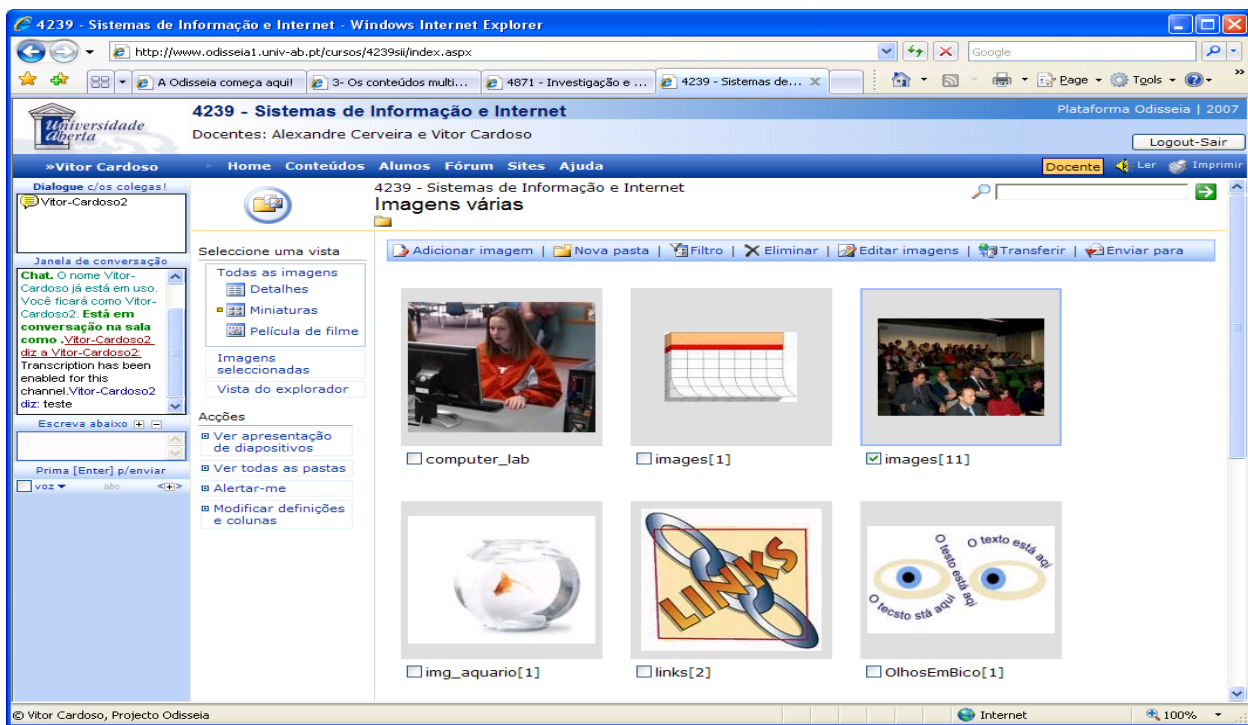 4239 - Sistemas de Informação e Internet - Windows Internet Explorer
http://www.odisseia1.univ-ab.pt/cursos/4239sii/index.aspx
Google
A Odisseia começa aqui!
3- Os conteúdos multi...
4871 - Investigação e ...
4239 - Sistemas de...
Page
Tools
Universidade
Aberta
4239 - Sistemas de Informação e Internet
Plataforma Odisseia | 2007
Docentes: Alexandre Cerveira e Vitor Cardoso
Logout-Sair
»Vitor Cardoso
Home Conteúdos Alunos Fórum Sites Ajuda
Docente
Ler
Imprimir
Dialogue c/os colegas!
Vitor-Cardoso2
Janela de conversação
Chat. O nome Vitor-
Cardoso já está em uso.
Você ficará como Vitor-
Cardoso2. Está em
conversação na sala
como .Vitor-Cardoso2
diz a Vitor-Cardoso2:
Transcription has been
enabled for this
channel.Vitor-Cardoso2
diz: teste
Escreva abaixo
Prima [Enter] p/enviar
voz
abc
4239 - Sistemas de Informação e Internet
Imagens várias
Seleccione uma vista
Todas as imagens
Detalhes
Miniaturas
Película de filme
Imagens
seleccionadas
Vista do explorador
Acções
Ver apresentação
de diapositivos
Ver todas as pastas
Alertar-me
Modificar definições
e colunas
Adicionar imagem | Nova pasta | Filtro | Eliminar | Editar imagens | Transferir | Enviar para
computer_lab
images[1]
images[11]
LINKS
O texto está aqui
O testo está aqi
O tecsto stá aqui
img_aquario[1]
links[2]
OlhosEmBico[1]
© Vitor Cardoso, Projecto Odisseia
Internet
100%